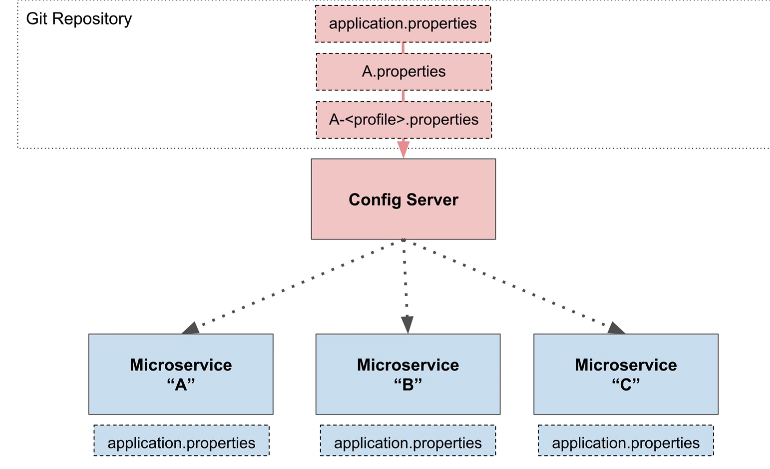 Git Repository
application.properties
A.properties
A-<profile>.properties
Config Server
Microservice
“A”
Microservice
“B”
Microservice
“C”
application.properties
application.properties
application.properties